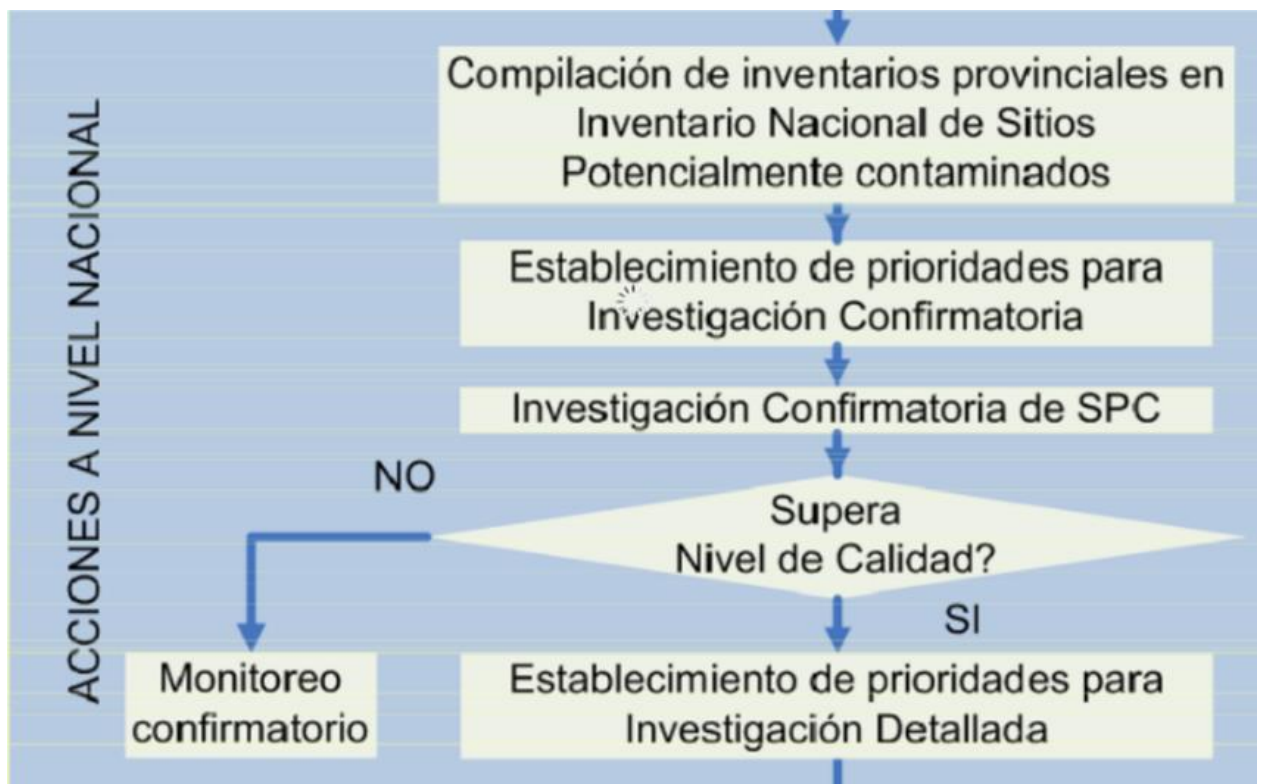 ACCIONES A NIVEL NACIONAL
Compilación de inventarios provinciales en
Inventario Nacional de Sitios
Potencialmente contaminados
Establecimiento de prioridades para
Investigación Confirmatoria
Investigación Confirmatoria de SPC
NO
Supera
Nivel de Calidad?
SI
Monitoreo
confirmatorio
Establecimiento de prioridades para
Investigación Detallada